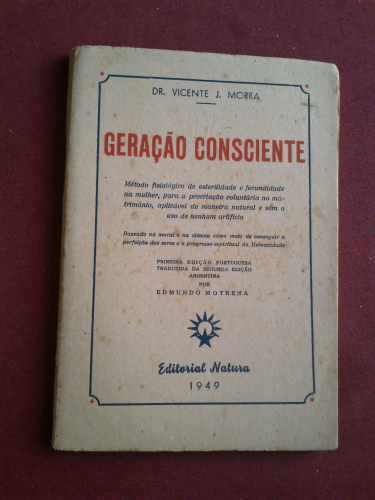 DR. VICENTE J. MORRA
GERAÇÃO CONSCIENTE
Método fisiológico de esterilidade e fecundidade
na mulher, para a procriação voluntária no ma-
trimónio, aplicável de maneira natural e sem o
uso de nenhum artifício
Baseado na moral e na ciência como meio de conseguir a
perfeição dos seres e o progresso espiritual da Humanidade
PRIMEIRA EDIÇÃO PORTUGUESA
TRADUZIDA DA SEGUNDA EDIÇÃO
ARGENTINA
POR
EDMUNDO MOTRENA
Editorial Natura
1949